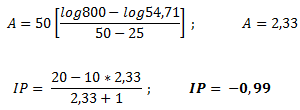 A = 50 [ log800 − log54,71 / 50 − 25 ] ; A = 2,33
IP = 20 − 10 ∗ 2,33 / 2,33 + 1 ; IP = −0,99